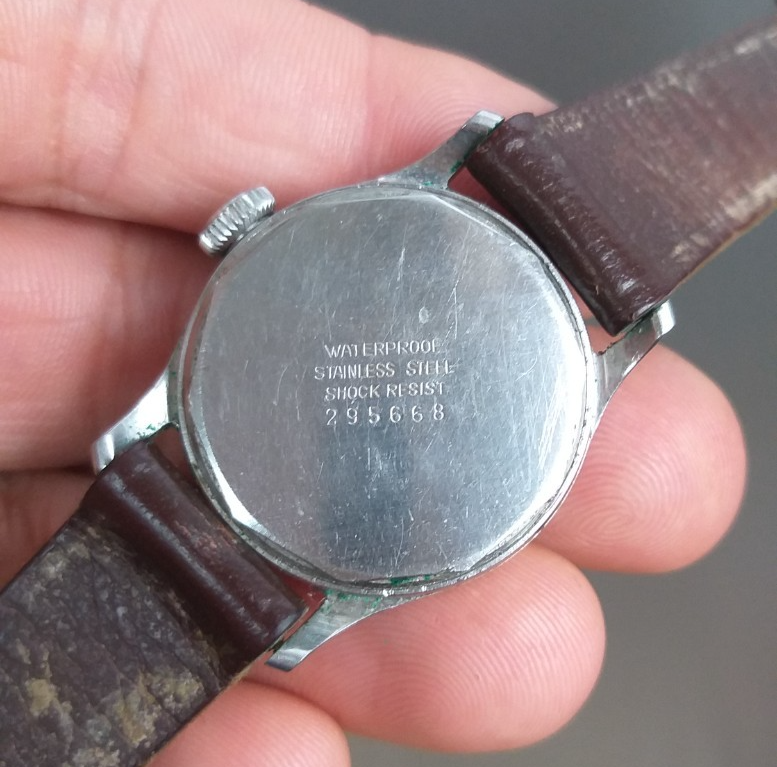 WATERPROOF
STAINLESS STEEL
SHOCK RESIST.
295668